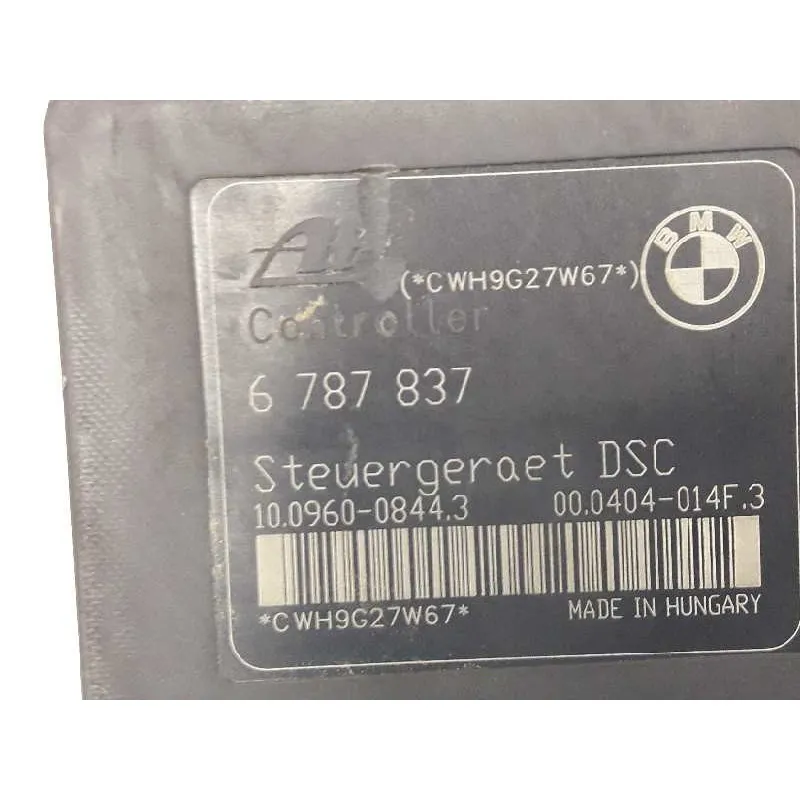 BMW
(*CWH9G27W67*)
Controller
6 787 837
Steuergeraet DSC
10.0960-0844.3 00.0404-014F.3
*CWH9G27W67* MADE IN HUNGARY